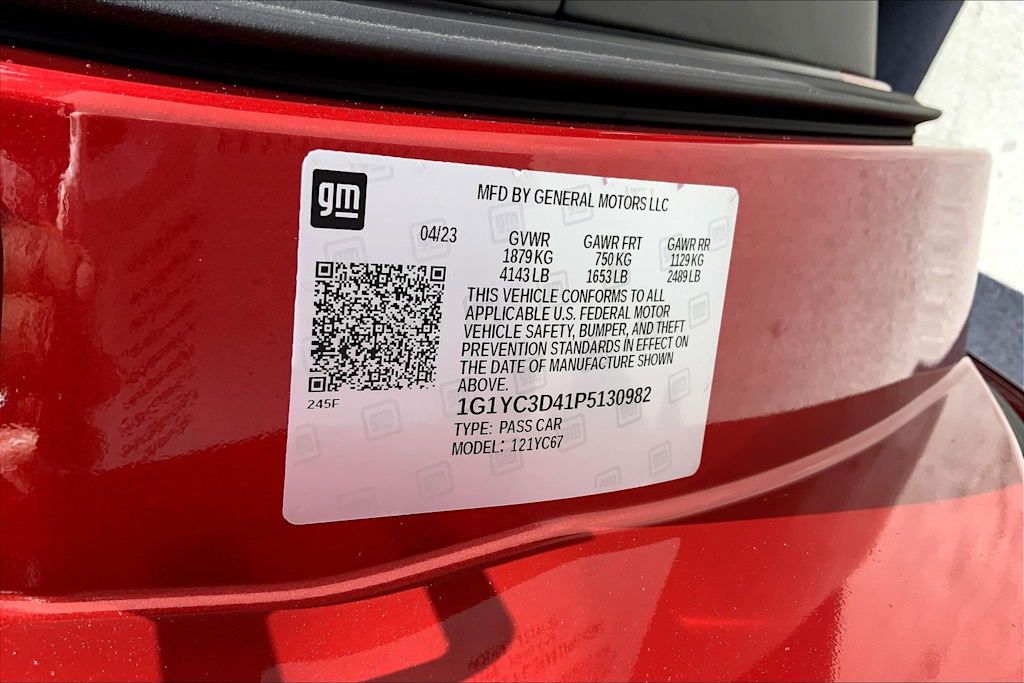 gm
MFD BY GENERAL MOTORS LLC
04/23 GVWR GAWR FRT GAWR RR
1879 KG 750 KG 1129 KG
4143 LB 1653 LB 2489 LB
THIS VEHICLE CONFORMS TO ALL
APPLICABLE U.S. FEDERAL MOTOR
VEHICLE SAFETY, BUMPER, AND THEFT
PREVENTION STANDARDS IN EFFECT ON
THE DATE OF MANUFACTURE SHOWN
ABOVE.
245F
1G1YC3D41P5130982
TYPE: PASS CAR
MODEL: 121YC67